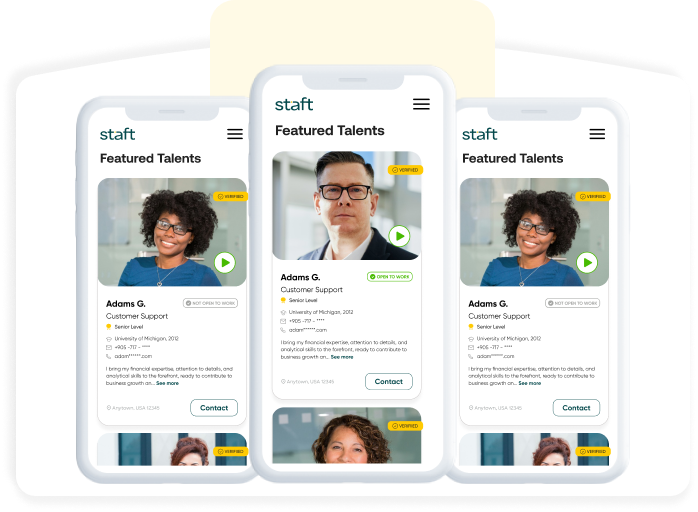 staft
Featured Talents
VERIFIED
Adams G.
NOT OPEN TO WORK
Customer Support
Senior Level
University of Michigan, 2012
+905 -717 - ****
adam******.com
I bring my financial expertise, attention to details, and
analytical skills to the forefront, ready to contribute to
business growth an... See more
Anytown, USA 12345
Contact
VERIFIED
staft
Featured Talents
VERIFIED
Adams G.
OPEN TO WORK
Customer Support
Senior Level
University of Michigan, 2012
+905 -717 - ****
adam******.com
I bring my financial expertise, attention to details, and
analytical skills to the forefront, ready to contribute to
business growth an... See more
Anytown, USA 12345
Contact
VERIFIED
staft
Featured Talents
VERIFIED
Adams G.
NOT OPEN TO WORK
Customer Support
Senior Level
University of Michigan, 2012
+905 -717 - ****
adam******.com
I bring my financial expertise, attention to details, and
analytical skills to the forefront, ready to contribute to
business growth an... See more
Anytown, USA 12345
Contact
VERIFIED